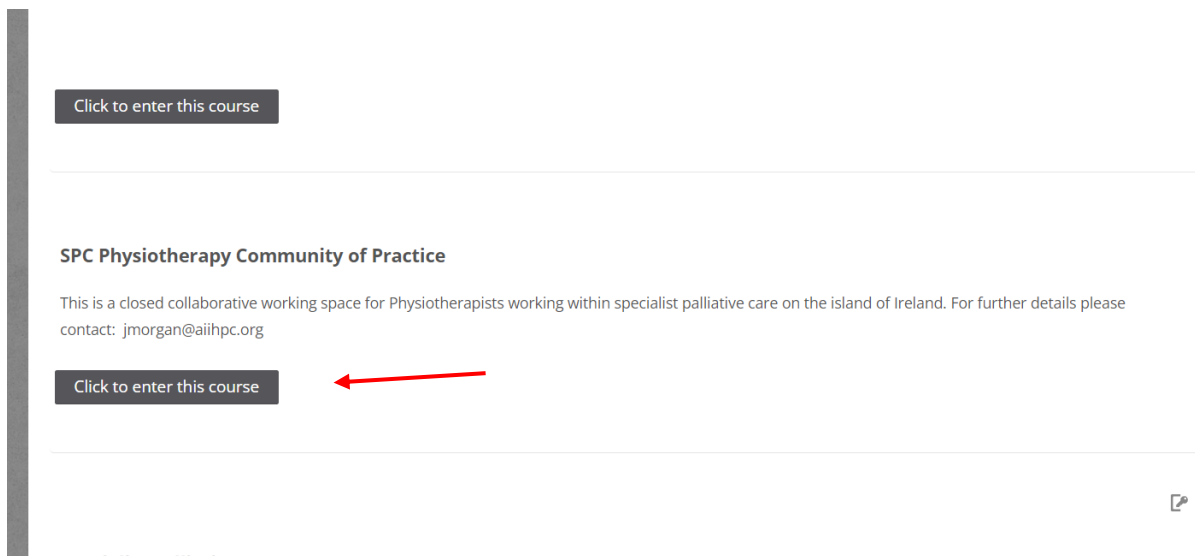 Click to enter this course
SPC Physiotherapy Community of Practice
This is a closed collaborative working space for Physiotherapists working within specialist palliative care on the island of Ireland. For further details please
contact:  jmorgan@aiihpc.org
Click to enter this course